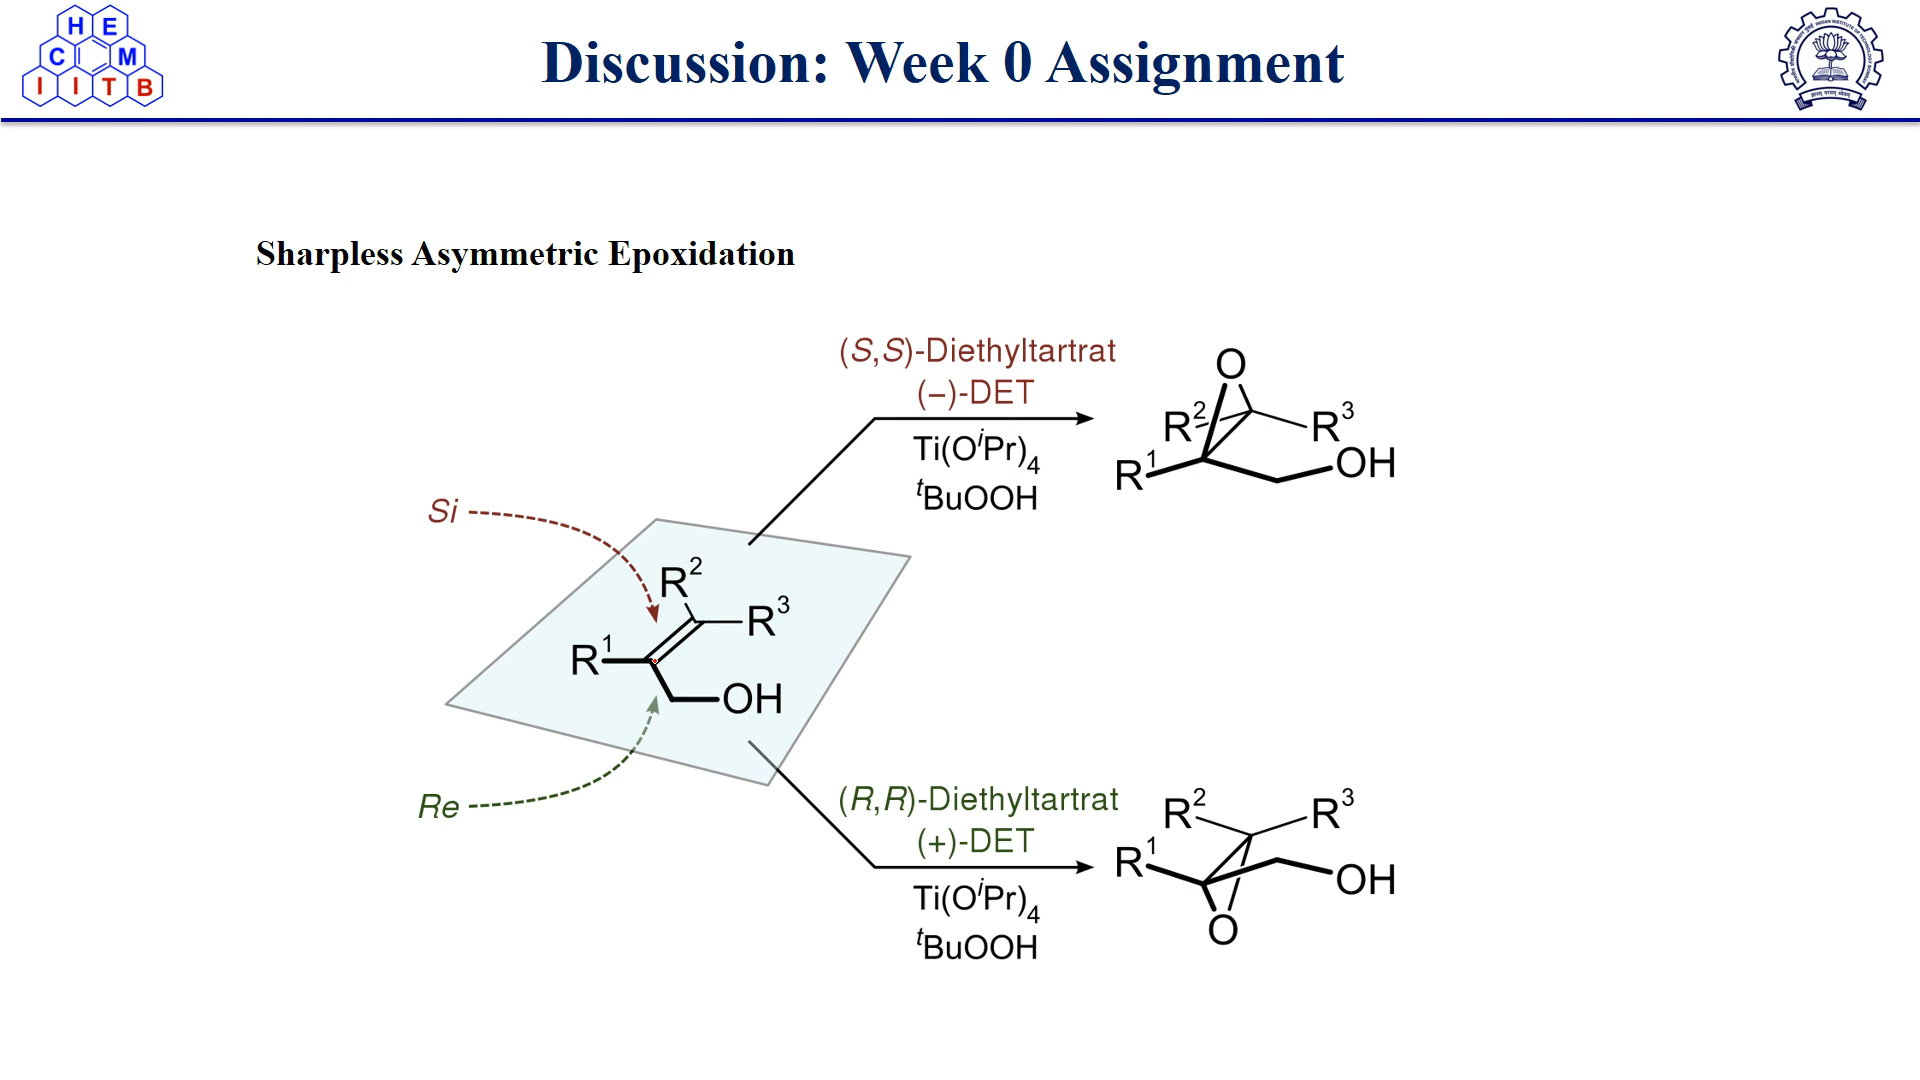 H E
C M
I I T B
Discussion: Week 0 Assignment
Sharpless Asymmetric Epoxidation
(S,S)-Diethyltartrat
(−)-DET
Ti(OⁱPr)₄
ᵗBuOOH
O
R² R³
R¹ OH
Si
R²
R³
R¹
OH
Re
(R,R)-Diethyltartrat
(+)-DET
Ti(OⁱPr)₄
ᵗBuOOH
R² R³
R¹
OH
O